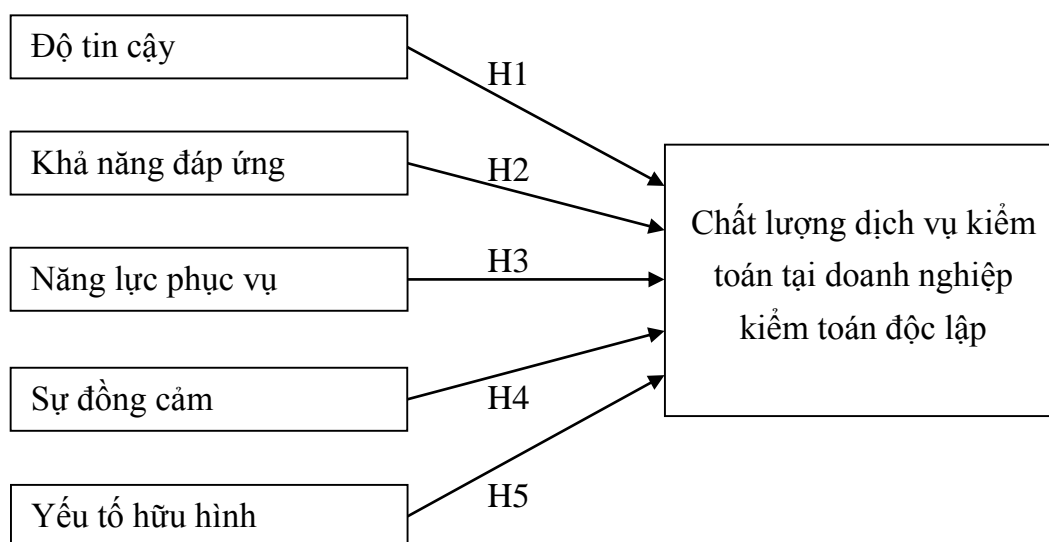 Độ tin cậy
H1
Khả năng đáp ứng
H2
Năng lực phục vụ
H3
Sự đồng cảm
H4
Yếu tố hữu hình
H5
Chất lượng dịch vụ kiểm
toán tại doanh nghiệp
kiểm toán độc lập